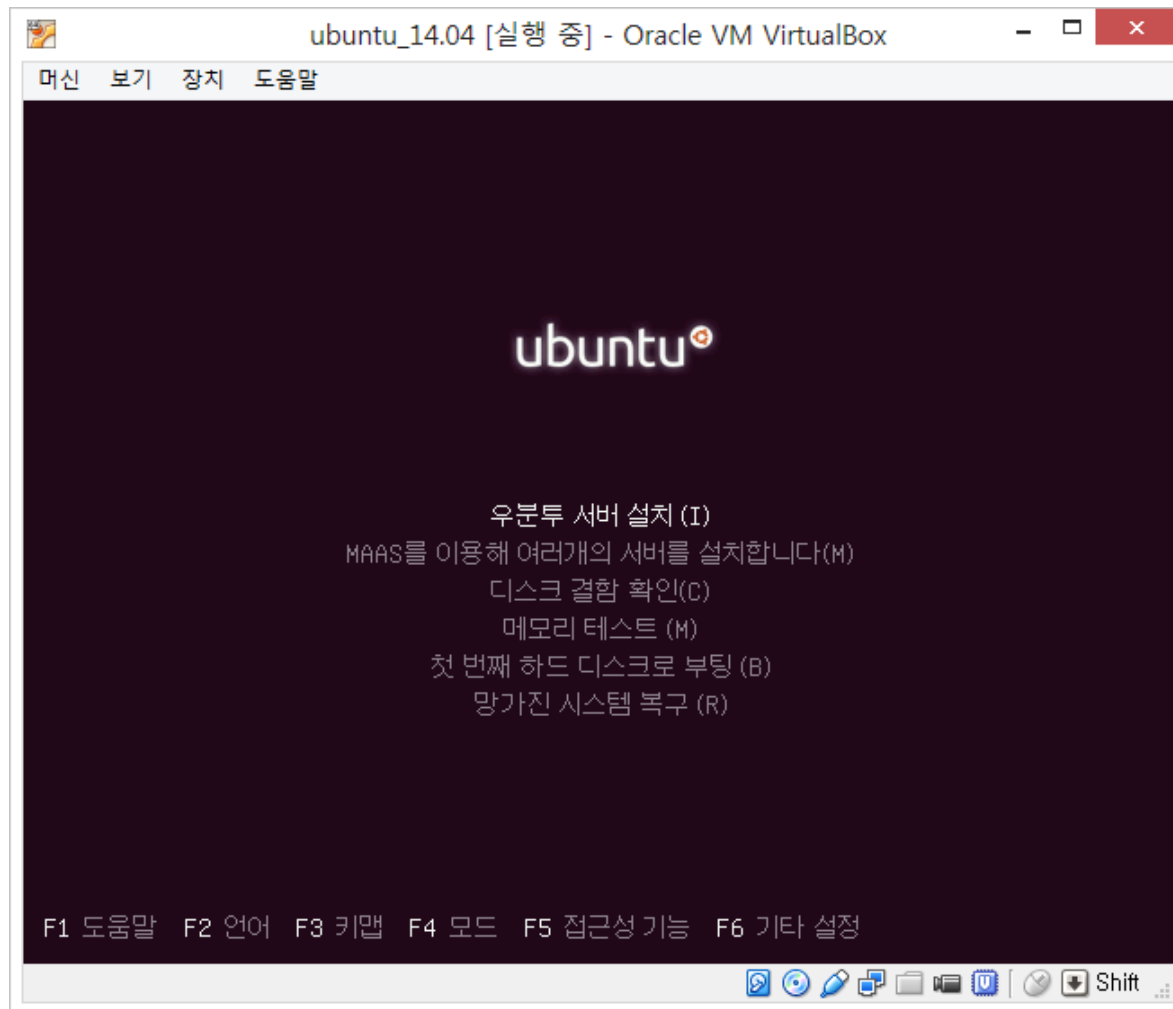 ubuntu_14.04 [실행 중] - Oracle VM VirtualBox
머신 보기 장치 도움말
ubuntu
우분투 서버 설치 (I)
MAAS를 이용해 여러개의 서버를 설치합니다(M)
디스크 결함 확인(C)
메모리 테스트 (M)
첫 번째 하드 디스크로 부팅 (B)
망가진 시스템 복구 (R)
F1 도움말 F2 언어 F3 키맵 F4 모드 F5 접근성 기능 F6 기타 설정
Shift